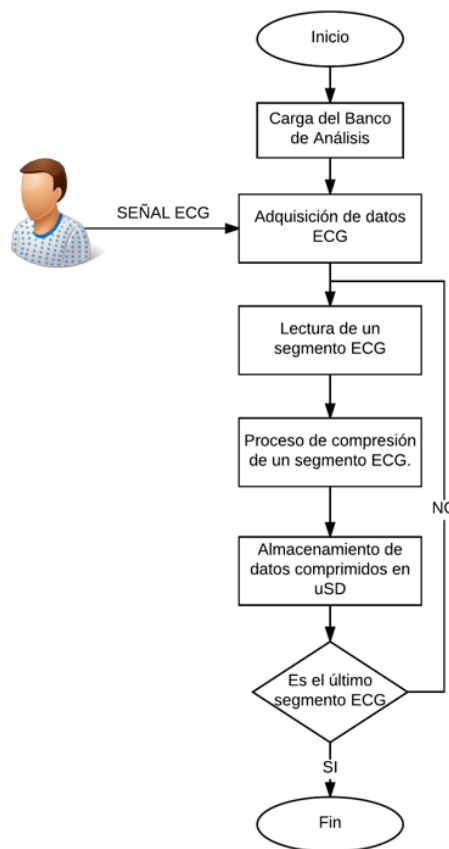 Inicio
Carga del Banco
de Análisis
SEÑAL ECG
Adquisición de datos
ECG
Lectura de un
segmento ECG
Proceso de compresión
de un segmento ECG.
NO
Almacenamiento de
datos comprimidos en
uSD
Es el último
segmento ECG
SI
Fin